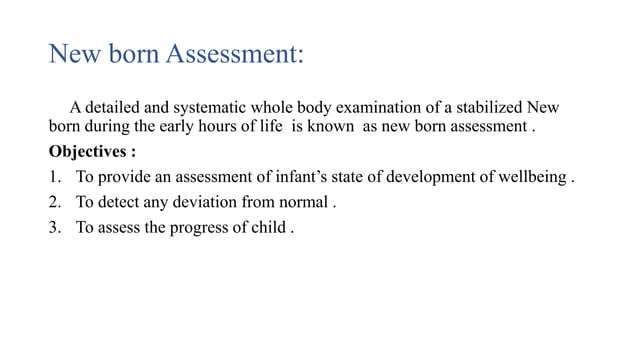 New born Assessment:
A detailed and systematic whole body examination of a stabilized New
born during the early hours of life  is known  as new born assessment .
Objectives :
1. To provide an assessment of infant’s state of development of wellbeing .
2. To detect any deviation from normal .
3. To assess the progress of child .